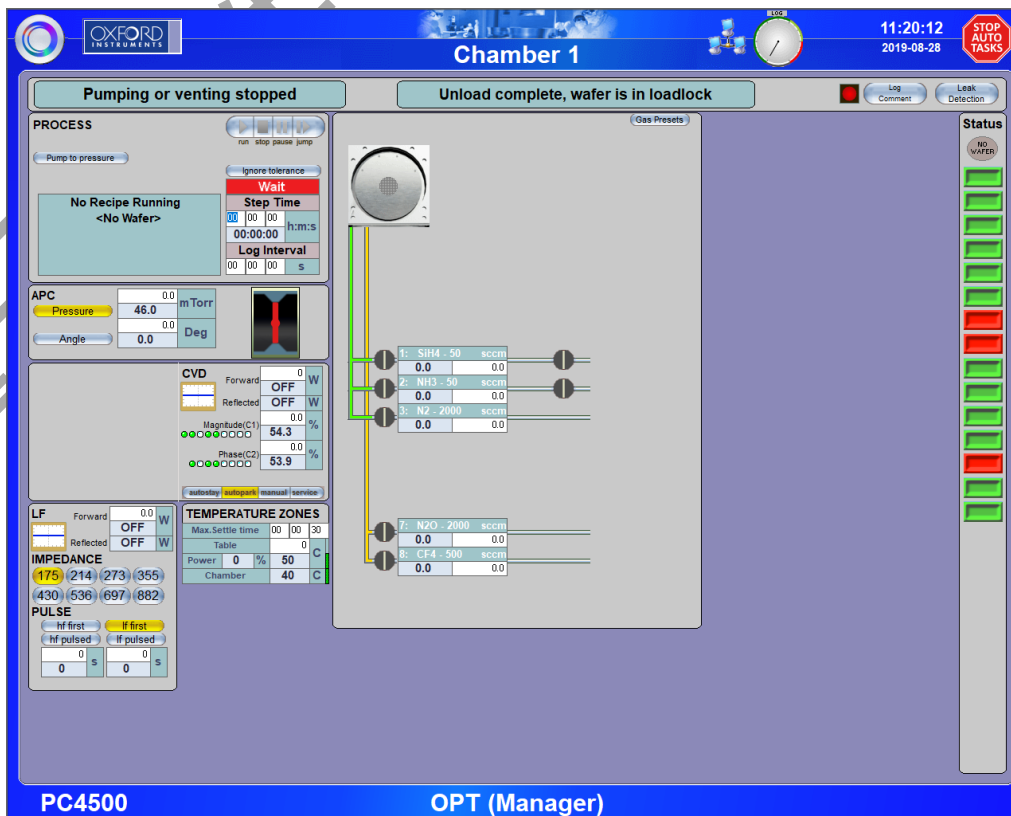 OXFORD
INSTRUMENTS
Chamber 1
LOG
11:20:12
2019-08-28
STOP
AUTO
TASKS
Pumping or venting stopped
Unload complete, wafer is in loadlock
Log
Comment
Leak
Detection
PROCESS
run stop pause jump
Pump to pressure
Ignore tolerance
Wait
No Recipe Running
<No Wafer>
Step Time
00 00 00
h:m:s
00:00:00
Log Interval
00 00 00 s
Gas Presets
Status
NO
WAFER
APC
0.0
mTorr
Pressure 46.0
0.0
Deg
Angle 0.0
CVD
0
Forward OFF W
Reflected OFF W
0.0
Magnitude(C1) 54.3 %
0.0
Phase(C2) 53.9 %
autostay autopark manual service
1: SiH4 - 50 sccm
0.0 0.0
2: NH3 - 50 sccm
0.0 0.0
3: N2 - 2000 sccm
0.0 0.0
7: N2O - 2000 sccm
0.0 0.0
8: CF4 - 500 sccm
0.0 0.0
LF
0.0
Forward OFF W
Reflected OFF W
IMPEDANCE
175 214 273 355
430 536 697 882
PULSE
hf first lf first
hf pulsed lf pulsed
0 s 0 s
0 0
TEMPERATURE ZONES
Max.Settle time 00 00 30
Table 0
C
Power 0 % 50
Chamber 40 C
PC4500
OPT (Manager)